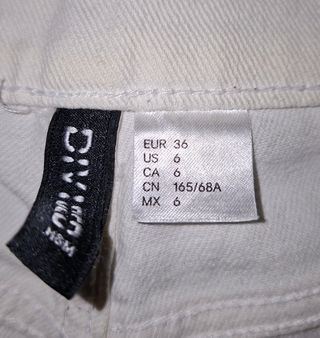 DIVIDED
H&M
EUR 36
US 6
CA 6
CN 165/68A
MX 6